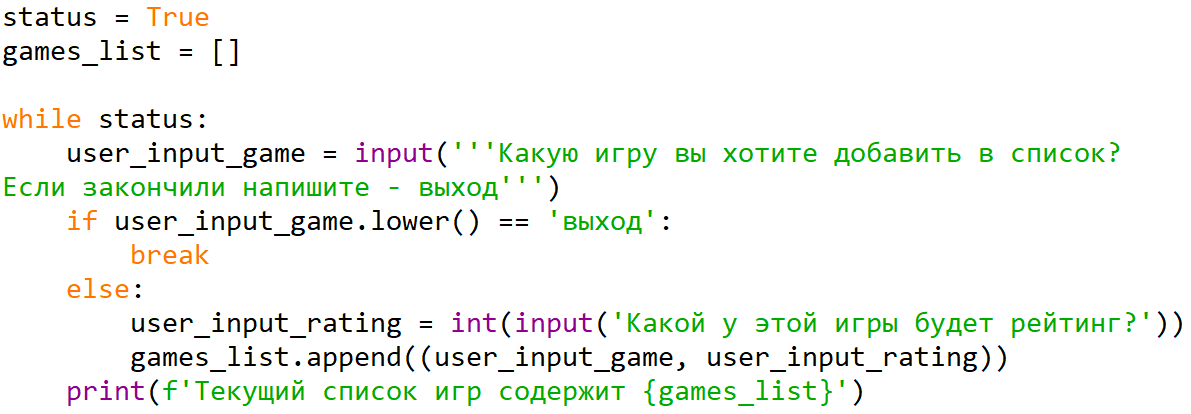 status = True
games_list = []

while status:
    user_input_game = input('''Какую игру вы хотите добавить в список?
Если закончили напишите - выход''')
    if user_input_game.lower() == 'выход':
        break
    else:
        user_input_rating = int(input('Какой у этой игры будет рейтинг?'))
        games_list.append((user_input_game, user_input_rating))
    print(f'Текущий список игр содержит {games_list}')